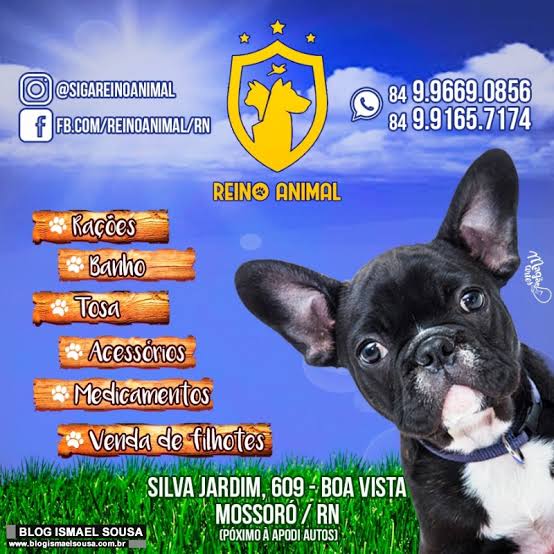 @SIGAREINOANIMAL
FB.COM/REINOANIMAL/RN
84 9.9669.0856
84 9.9165.7174
REINO ANIMAL
Rações
Banho
Tosa
Acessórios
Medicamentos
Venda de filhotes
SILVA JARDIM, 609 - BOA VISTA
MOSSORÓ / RN
(PÓXIMO À APODI AUTOS)
BLOG ISMAEL SOUSA
www.blogismaelsousa.com.br